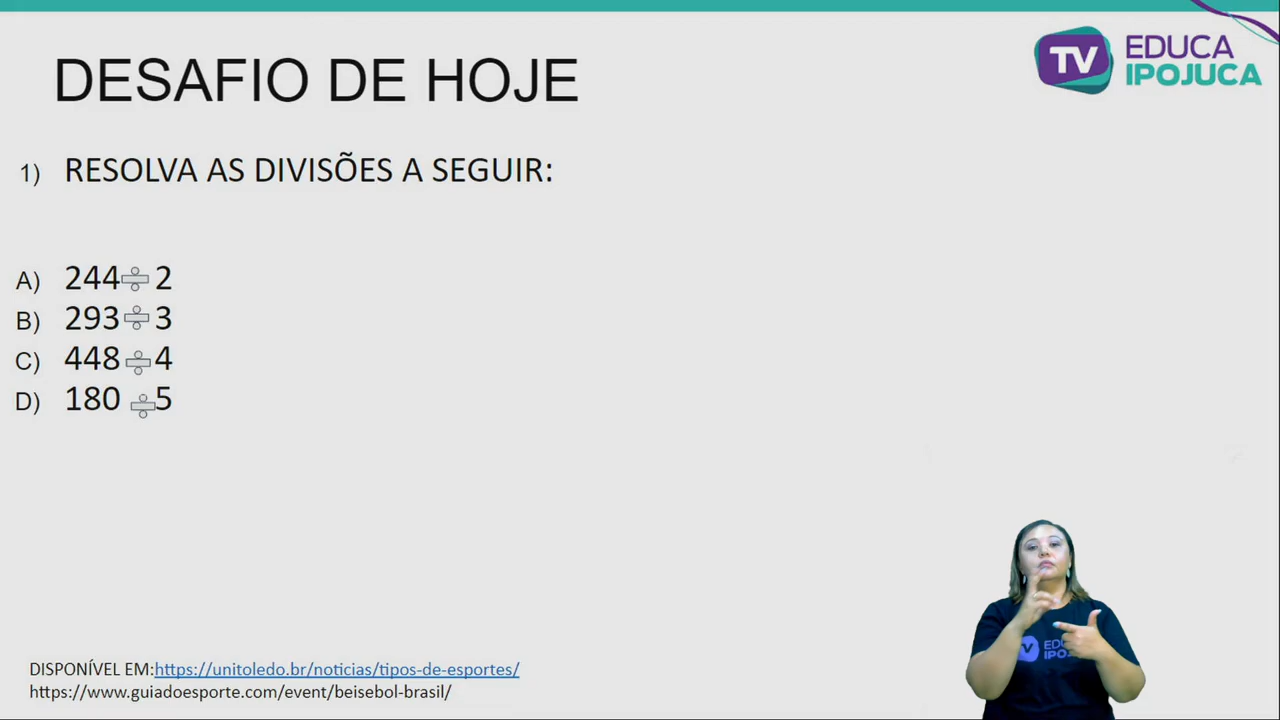 DESAFIO DE HOJE
TV EDUCA
IPOJUCA
1) RESOLVA AS DIVISÕES A SEGUIR:
A) 244÷2
B) 293÷3
C) 448÷4
D) 180 ÷5
DISPONÍVEL EM:https://unitoledo.br/noticias/tipos-de-esportes/
https://www.guiadoesporte.com/event/beisebol-brasil/